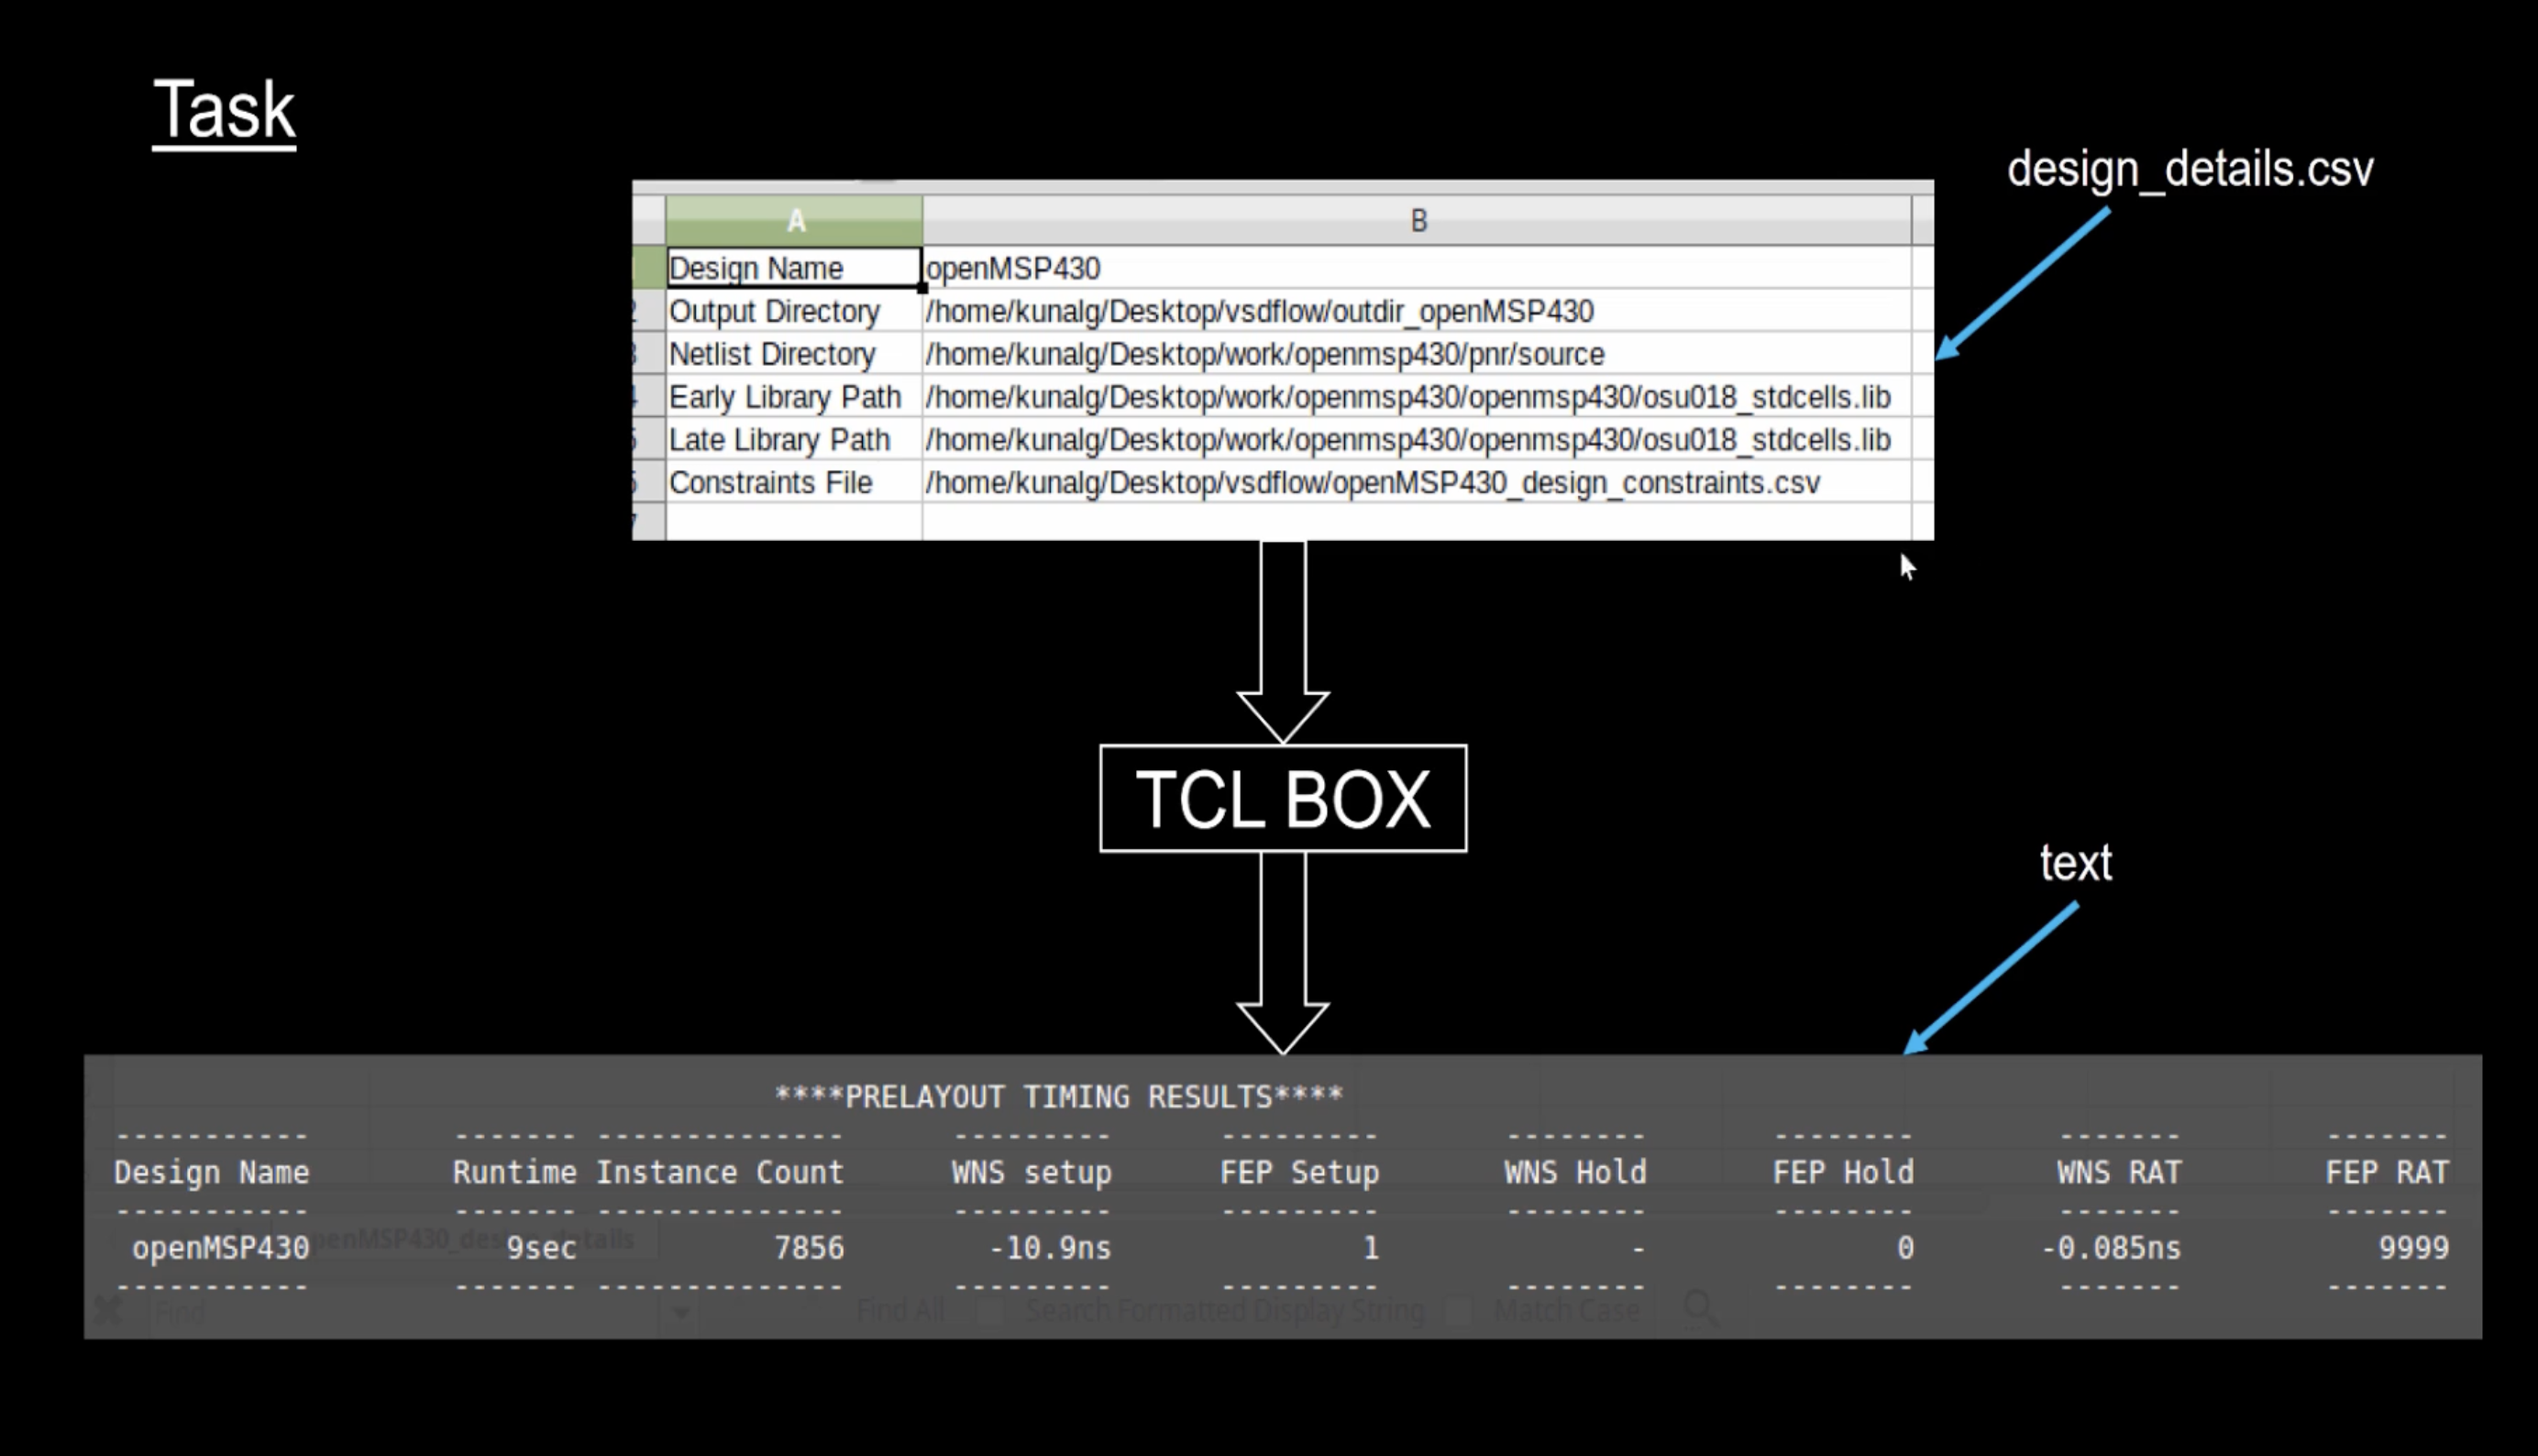 Task
design_details.csv
A B
Design Name openMSP430
2 Output Directory /home/kunalg/Desktop/vsdflow/outdir_openMSP430
3 Netlist Directory /home/kunalg/Desktop/work/openmsp430/pnr/source
4 Early Library Path /home/kunalg/Desktop/work/openmsp430/openmsp430/osu018_stdcells.lib
5 Late Library Path /home/kunalg/Desktop/work/openmsp430/openmsp430/osu018_stdcells.lib
6 Constraints File /home/kunalg/Desktop/vsdflow/openMSP430_design_constraints.csv
7
TCL BOX
text
****PRELAYOUT TIMING RESULTS****
----------- ------- -------------- --------- --------- -------- -------- ------- -------
Design Name Runtime Instance Count WNS setup FEP Setup WNS Hold FEP Hold WNS RAT FEP RAT
----------- ------- -------------- --------- --------- -------- -------- ------- -------
openMSP430 9sec 7856 -10.9ns 1 - 0 -0.085ns 9999
----------- ------- -------------- --------- --------- -------- -------- ------- -------
Find Find All Search Formatted Display String Match Case